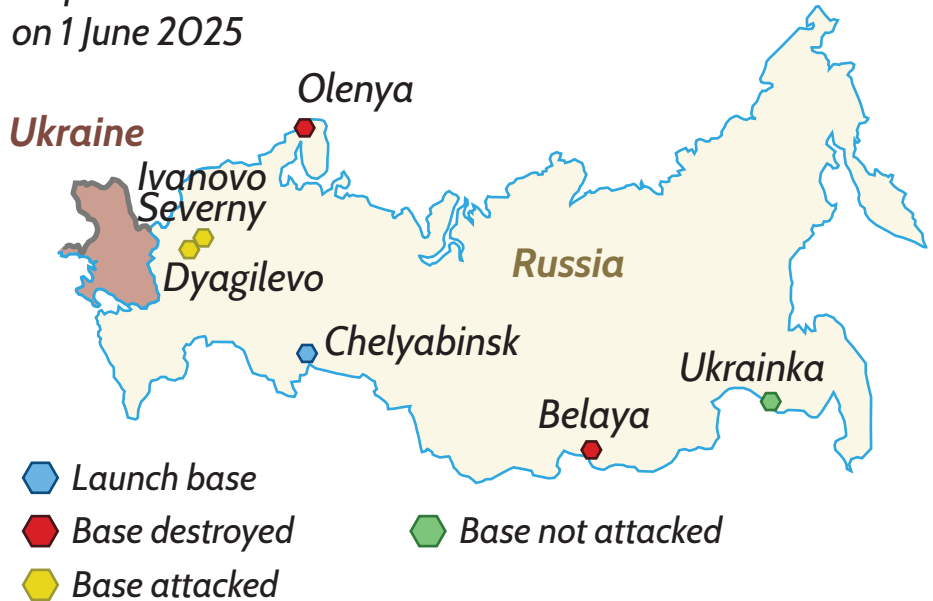 on 1 June 2025
Olenya
Ukraine
Ivanovo
Severny
Russia
Dyagilevo
Chelyabinsk
Ukrainka
Belaya
Launch base
Base destroyed
Base not attacked
Base attacked